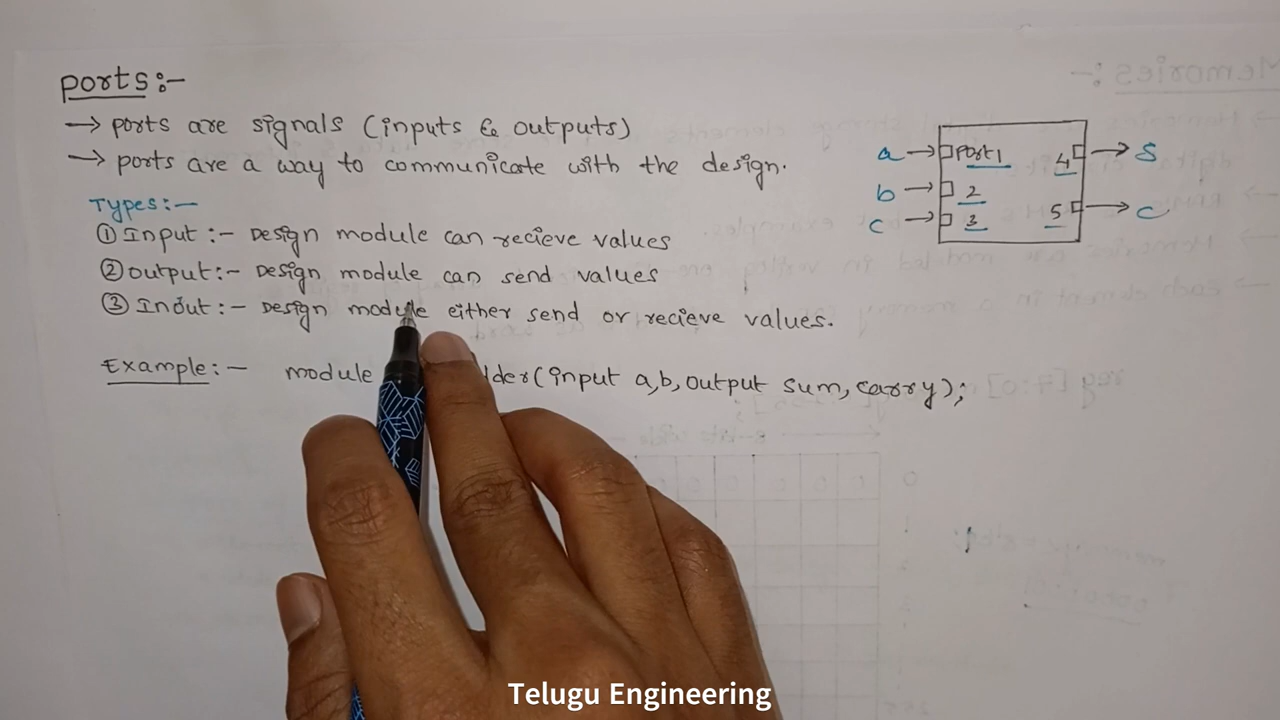 Ports:-
→ ports are signals (inputs & outputs)
→ ports are a way to communicate with the design.
Types:-
① Input :- Design module can recieve values
② output:- Design module can send values
③ Inout:- Design module either send or recieve values.
Example:- module dder(input a,b,output sum,carry);
a → port1 4 → S
b → 2
c → 3 5 → C
Memories:-
Telugu Engineering